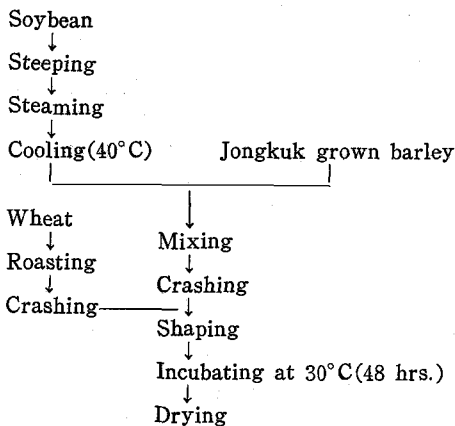 Soybean
Steeping
Steaming
Cooling(40°C)
Jongkuk grown barley
Wheat
Roasting
Crashing
Mixing
Crashing
Shaping
Incubating at 30°C(48 hrs.)
Drying